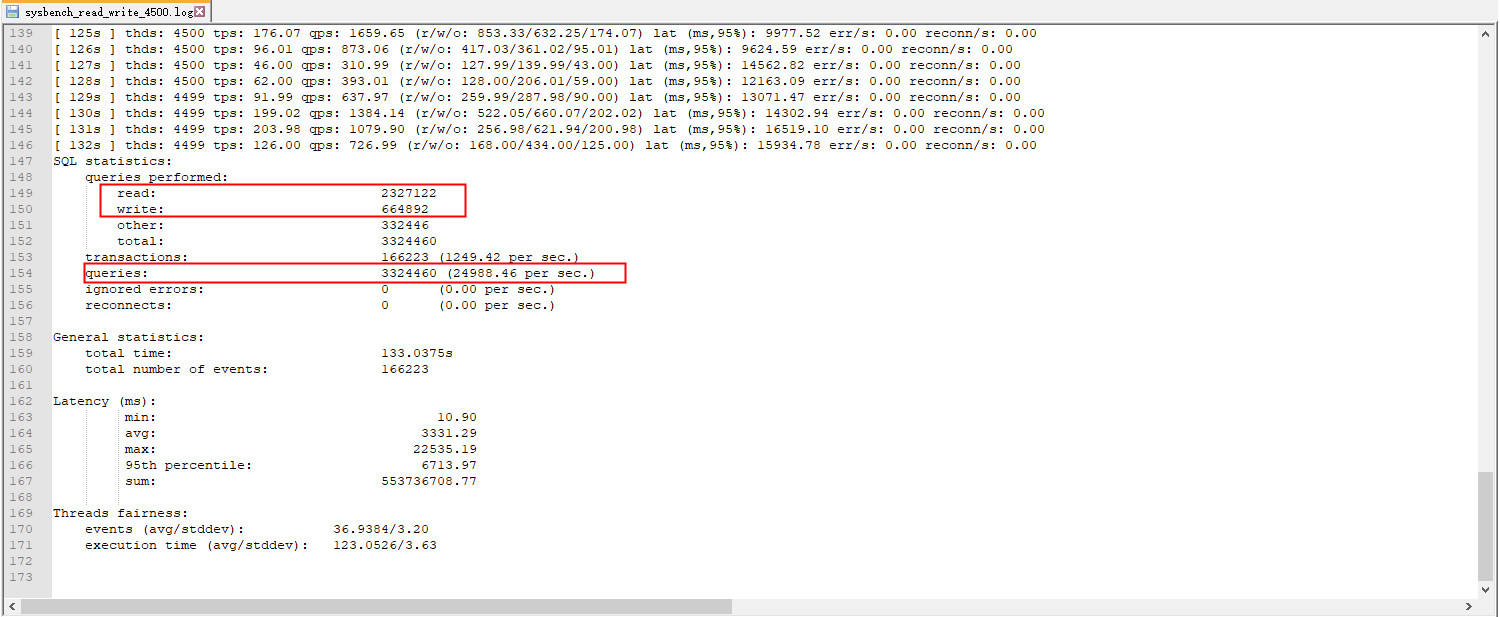 sysbench_read_write_4500.log
139 [ 125s ] thds: 4500 tps: 176.07 qps: 1659.65 (r/w/o: 853.33/632.25/174.07) lat (ms,95%): 9977.52 err/s: 0.00 reconn/s: 0.00
140 [ 126s ] thds: 4500 tps: 96.01 qps: 873.06 (r/w/o: 417.03/361.02/95.01) lat (ms,95%): 9624.59 err/s: 0.00 reconn/s: 0.00
141 [ 127s ] thds: 4500 tps: 46.00 qps: 310.99 (r/w/o: 127.99/139.99/43.00) lat (ms,95%): 14562.82 err/s: 0.00 reconn/s: 0.00
142 [ 128s ] thds: 4500 tps: 62.00 qps: 393.01 (r/w/o: 128.00/206.01/59.00) lat (ms,95%): 12163.09 err/s: 0.00 reconn/s: 0.00
143 [ 129s ] thds: 4499 tps: 91.99 qps: 637.97 (r/w/o: 259.99/287.98/90.00) lat (ms,95%): 13071.47 err/s: 0.00 reconn/s: 0.00
144 [ 130s ] thds: 4499 tps: 199.02 qps: 1384.14 (r/w/o: 522.05/660.07/202.02) lat (ms,95%): 14302.94 err/s: 0.00 reconn/s: 0.00
145 [ 131s ] thds: 4499 tps: 203.98 qps: 1079.90 (r/w/o: 256.98/621.94/200.98) lat (ms,95%): 16519.10 err/s: 0.00 reconn/s: 0.00
146 [ 132s ] thds: 4499 tps: 126.00 qps: 726.99 (r/w/o: 168.00/434.00/125.00) lat (ms,95%): 15934.78 err/s: 0.00 reconn/s: 0.00
147 SQL statistics:
148 queries performed:
149 read: 2327122
150 write: 664892
151 other: 332446
152 total: 3324460
153 transactions: 166223 (1249.42 per sec.)
154 queries: 3324460 (24988.46 per sec.)
155 ignored errors: 0 (0.00 per sec.)
156 reconnects: 0 (0.00 per sec.)
157
158 General statistics:
159 total time: 133.0375s
160 total number of events: 166223
161
162 Latency (ms):
163 min: 10.90
164 avg: 3331.29
165 max: 22535.19
166 95th percentile: 6713.97
167 sum: 553736708.77
168
169 Threads fairness:
170 events (avg/stddev): 36.9384/3.20
171 execution time (avg/stddev): 123.0526/3.63
172
173